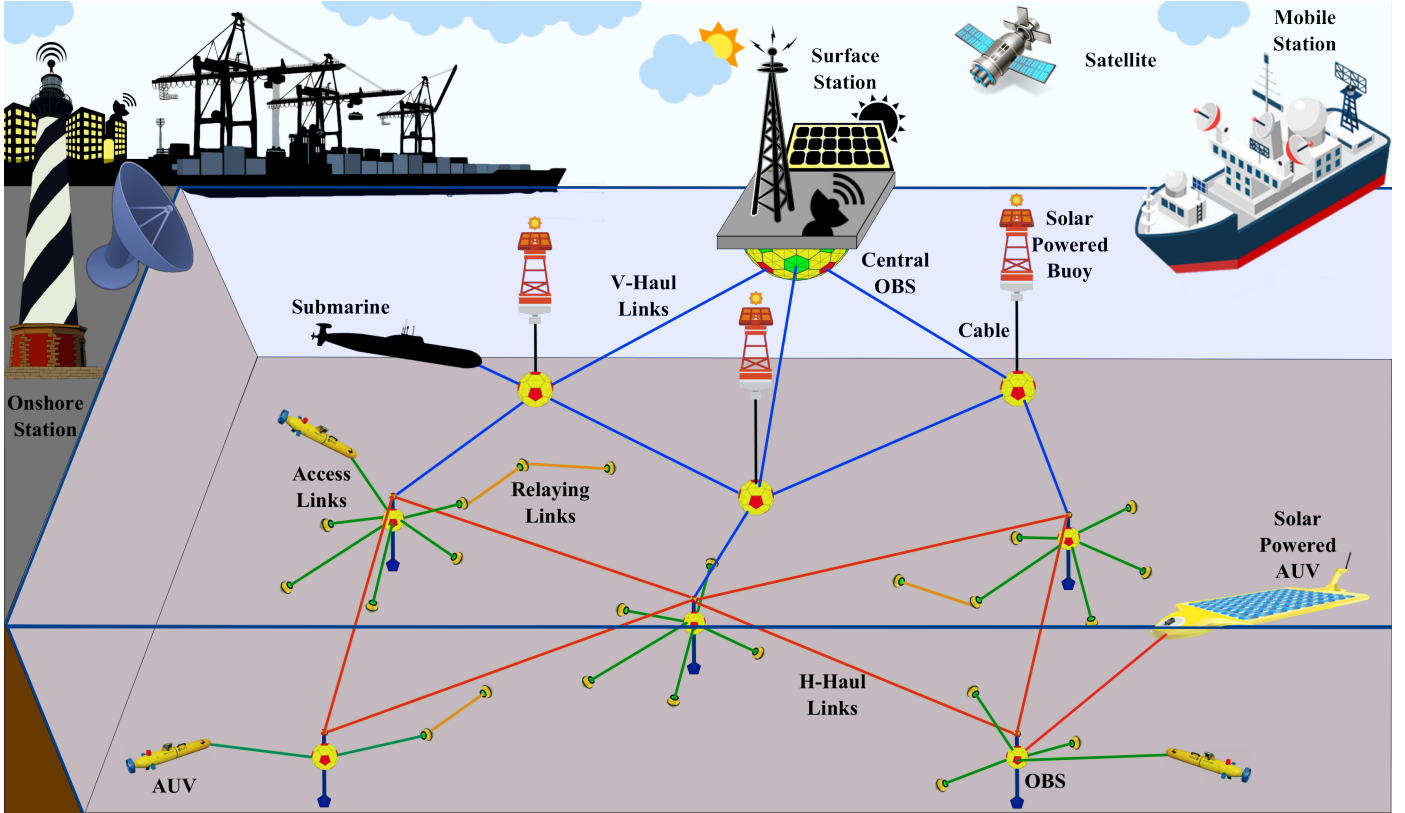 Mobile
Station
Surface
Station
Satellite
Solar
Powered
Buoy
Central
OBS
V-Haul
Links
Submarine
Cable
Onshore
Station
Access
Links
Relaying
Links
Solar
Powered
AUV
H-Haul
Links
AUV
OBS